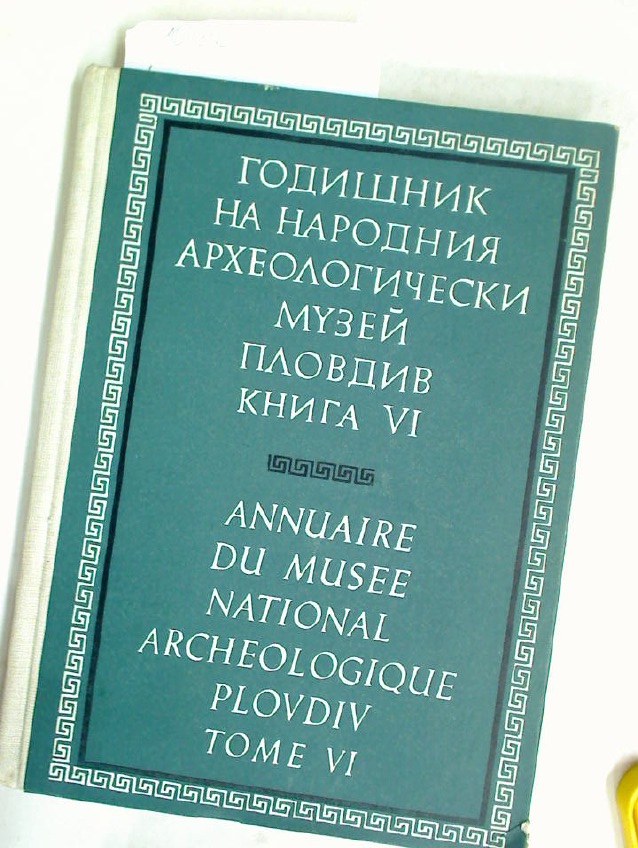 ГОДИШНИК
НА НАРОДНИЯ
АРХЕОЛОГИЧЕСКИ
МУЗЕЙ
ПЛОВДИВ
КНИГА VI
ANNUAIRE
DU MUSEE
NATIONAL
ARCHEOLOGIQUE
PLOVDIV
TOME VI